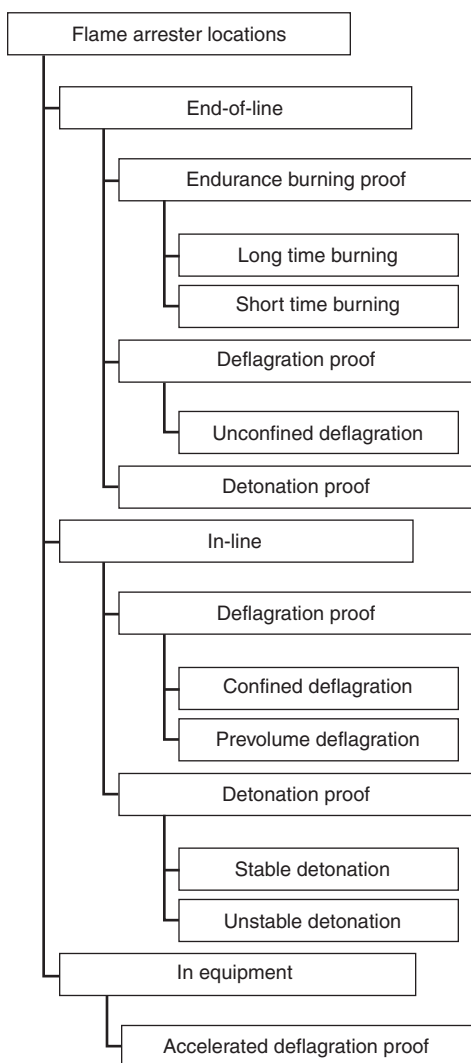 Flame arrester locations
End-of-line
Endurance burning proof
Long time burning
Short time burning
Deflagration proof
Unconfined deflagration
Detonation proof
In-line
Deflagration proof
Confined deflagration
Prevolume deflagration
Detonation proof
Stable detonation
Unstable detonation
In equipment
Accelerated deflagration proof